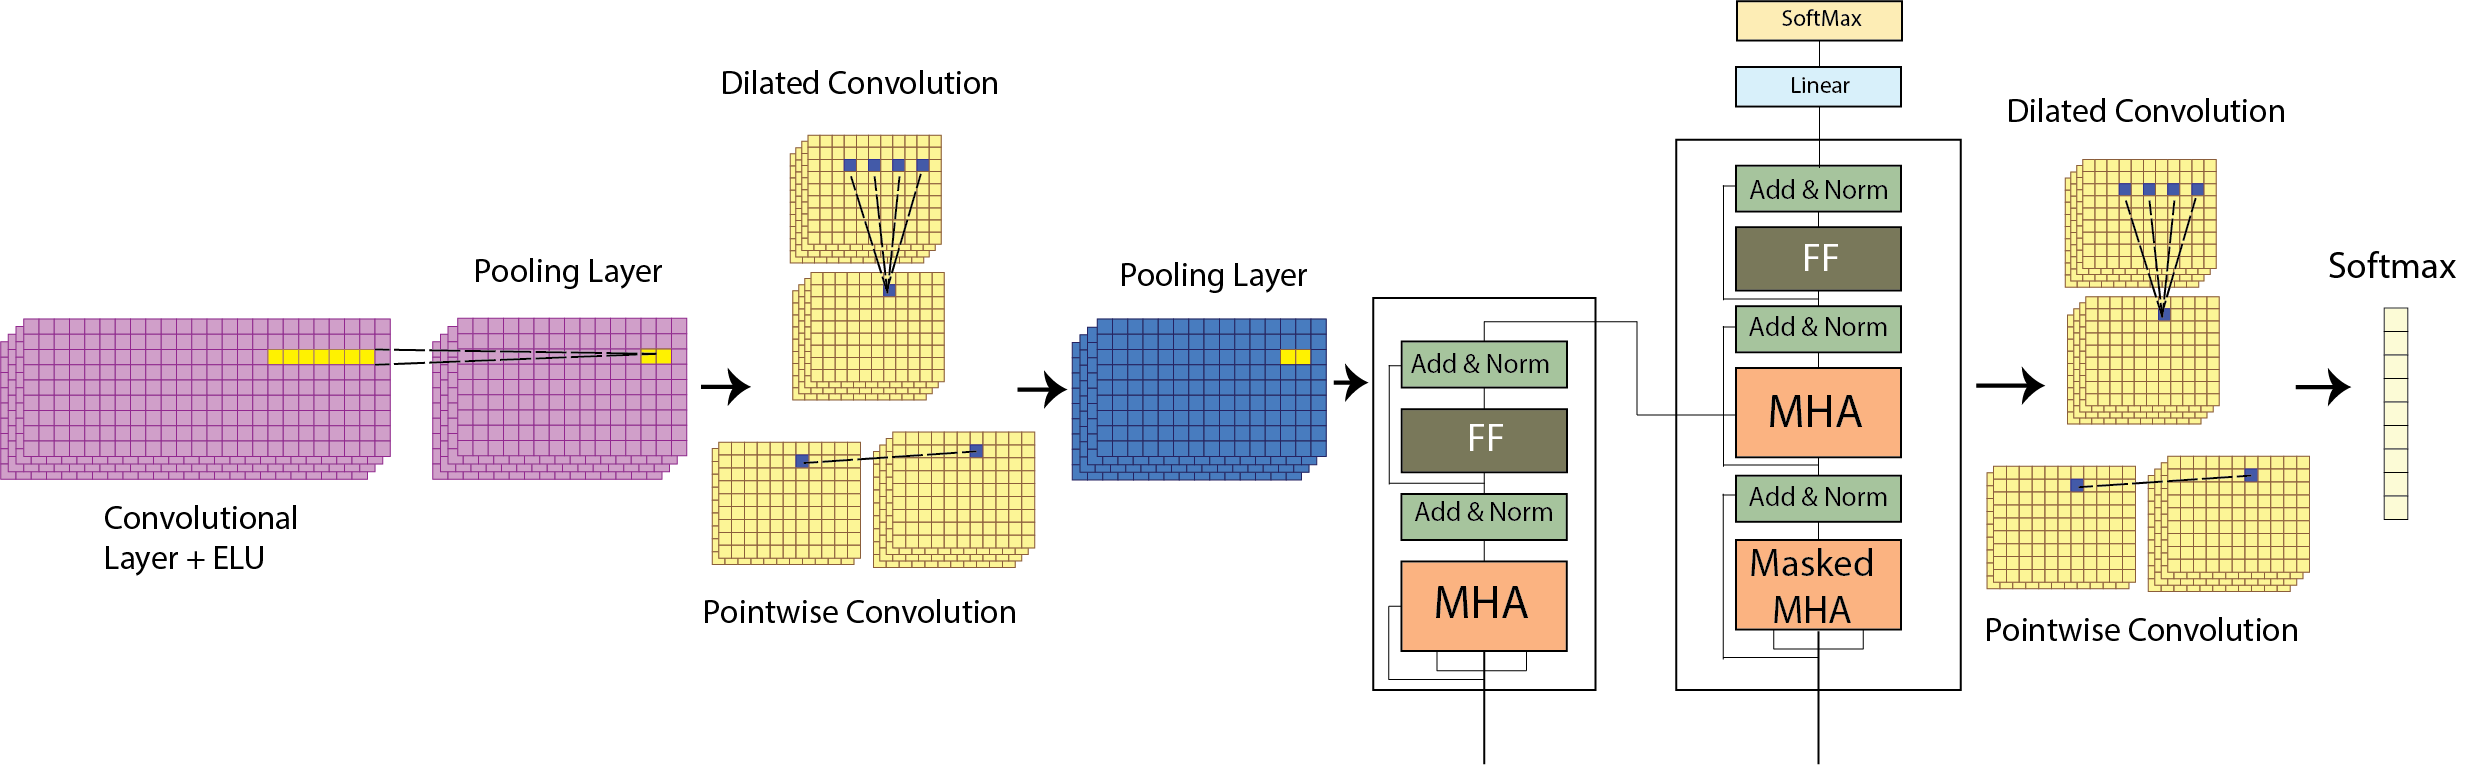 Convolutional
Layer + ELU
Pooling Layer
Dilated Convolution
Pointwise Convolution
Pooling Layer
Add & Norm
FF
Add & Norm
MHA
SoftMax
Linear
Add & Norm
FF
Add & Norm
MHA
Add & Norm
Masked
MHA
Dilated Convolution
Pointwise Convolution
Softmax